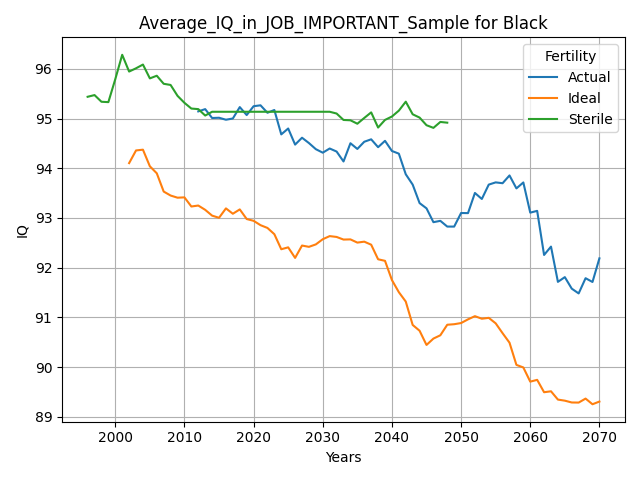 Average_IQ_in_JOB_IMPORTANT_Sample for Black
Fertility
Actual
Ideal
Sterile
IQ
96
95
94
93
92
91
90
89
2000 2010 2020 2030 2040 2050 2060 2070
Years